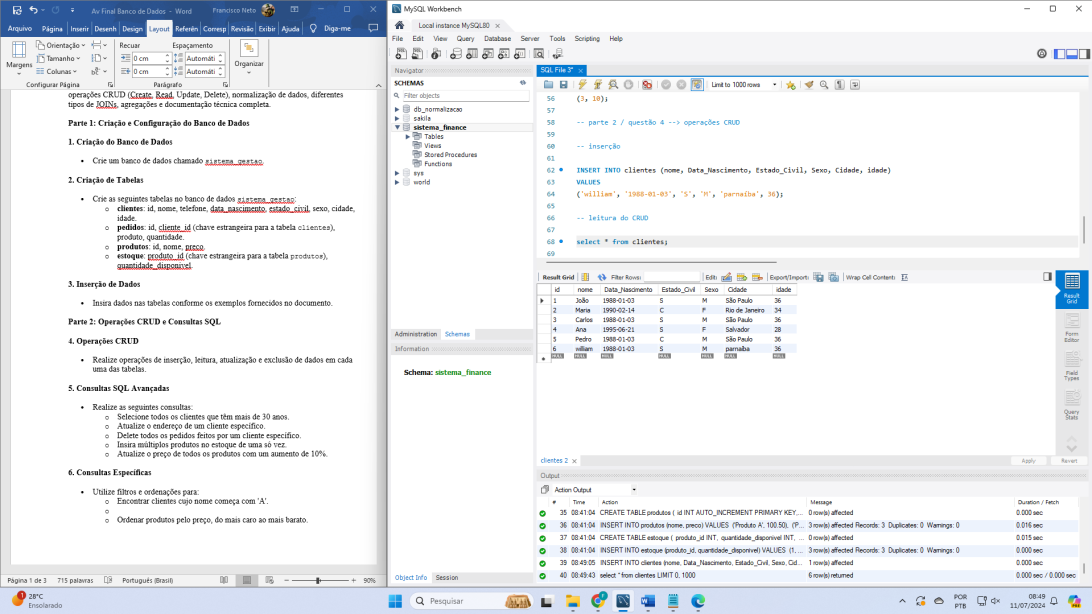 Av Final Banco de Dados - Word
Francisco Neto
Arquivo Página Inserir Desenh Design Layout Referên Corresp Revisão Exibir Ajuda Diga-me
Margens
Orientação
Tamanho
Colunas
Recuar
0 cm
0 cm
Espaçamento
Automáti
Automáti
Organizar
Configurar Página
Parágrafo
operações CRUD (Create, Read, Update, Delete), normalização de dados, diferentes
tipos de JOINs, agregações e documentação técnica completa.
Parte 1: Criação e Configuração do Banco de Dados
1. Criação do Banco de Dados
• Crie um banco de dados chamado sistema_gestao.
2. Criação de Tabelas
• Crie as seguintes tabelas no banco de dados sistema_gestao:
o clientes: id, nome, telefone, data_nascimento, estado_civil, sexo, cidade,
idade.
o pedidos: id, cliente_id (chave estrangeira para a tabela clientes),
produto, quantidade.
o produtos: id, nome, preco.
o estoque: produto_id (chave estrangeira para a tabela produtos),
quantidade_disponivel.
3. Inserção de Dados
• Insira dados nas tabelas conforme os exemplos fornecidos no documento.
Parte 2: Operações CRUD e Consultas SQL
4. Operações CRUD
• Realize operações de inserção, leitura, atualização e exclusão de dados em cada
uma das tabelas.
5. Consultas SQL Avançadas
• Realize as seguintes consultas:
o Selecione todos os clientes que têm mais de 30 anos.
o Atualize o endereço de um cliente específico.
o Delete todos os pedidos feitos por um cliente específico.
o Insira múltiplos produtos no estoque de uma só vez.
o Atualize o preço de todos os produtos com um aumento de 10%.
6. Consultas Específicas
• Utilize filtros e ordenações para:
o Encontrar clientes cujo nome começa com 'A'.
o
o Ordenar produtos pelo preço, do mais caro ao mais barato.
Página 1 de 3 715 palavras Português (Brasil) 90%
MySQL Workbench
Local instance MySQL80
File Edit View Query Database Server Tools Scripting Help
Navigator
SCHEMAS
Filter objects
db_normalizacao
sakila
sistema_finance
Tables
Views
Stored Procedures
Functions
sys
world
Administration Schemas
Information
Schema: sistema_finance
Object Info Session
SQL File 3*
Limit to 1000 rows
56 (3, 10);
57
58 -- parte 2 / questão 4 --> operações CRUD
59
60 -- inserção
61
62 INSERT INTO clientes (nome, Data_Nascimento, Estado_Civil, Sexo, Cidade, idade)
63 VALUES
64 ('william', '1988-01-03', 'S', 'M', 'parnaíba', 36);
65
66 -- leitura do CRUD
67
68 select * from clientes;
69
Result Grid Filter Rows: Edit: Export/Import: Wrap Cell Content:
id nome Data_Nascimento Estado_Civil Sexo Cidade idade
1 João 1988-01-03 S M São Paulo 36
2 Maria 1990-02-14 C F Rio de Janeiro 34
3 Carlos 1988-01-03 S M São Paulo 36
4 Ana 1995-06-21 S F Salvador 28
5 Pedro 1988-01-03 C M São Paulo 36
6 william 1988-01-03 S M parnaíba 36
NULL NULL NULL NULL NULL NULL NULL
Result Grid
Form Editor
Field Types
Query Stats
clientes 2
Apply Revert
Output
Action Output
# Time Action Message Duration / Fetch
35 08:41:04 CREATE TABLE produtos ( id INT AUTO_INCREMENT PRIMARY KEY,... 0 row(s) affected 0.000 sec
36 08:41:04 INSERT INTO produtos (nome, preco) VALUES ('Produto A', 100.50), ('P... 3 row(s) affected Records: 3 Duplicates: 0 Warnings: 0 0.016 sec
37 08:41:04 CREATE TABLE estoque ( produto_id INT, quantidade_disponivel INT, ... 0 row(s) affected 0.015 sec
38 08:41:04 INSERT INTO estoque (produto_id, quantidade_disponivel) VALUES (1, ... 3 row(s) affected Records: 3 Duplicates: 0 Warnings: 0 0.000 sec
39 08:49:05 INSERT INTO clientes (nome, Data_Nascimento, Estado_Civil, Sexo, Cida... 1 row(s) affected 0.000 sec
40 08:49:43 select * from clientes LIMIT 0, 1000 6 row(s) returned 0.000 sec / 0.000 sec
1
28°C
Ensolarado
Pesquisar
POR
PTB
08:49
11/07/2024